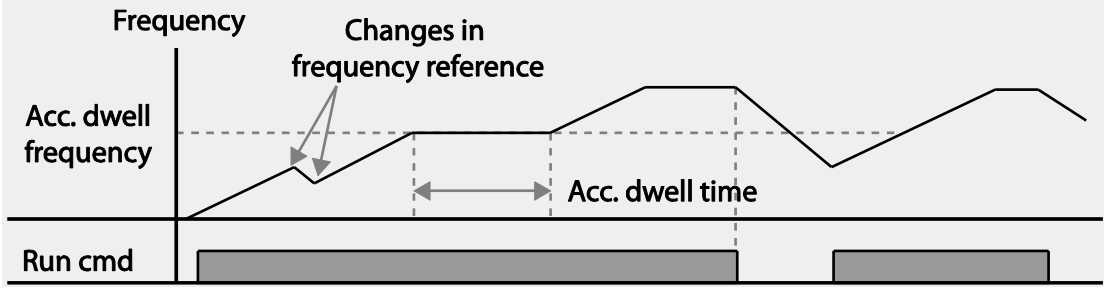 Frequency
Changes in
frequency reference
Acc. dwell
frequency
Acc. dwell time
Run cmd